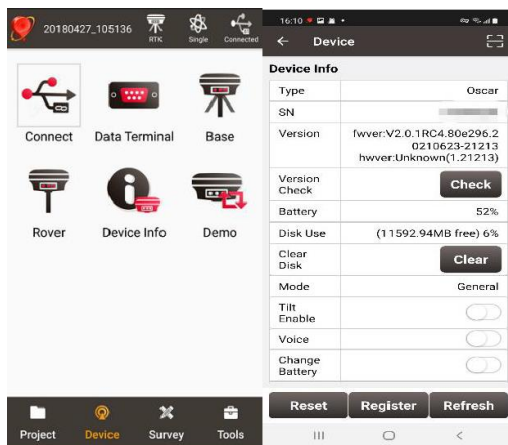 20180427_105136
RTK
Single
Connected
Connect
Data Terminal
Base
Rover
Device Info
Demo
Project
Device
Survey
Tools
16:10
Device
Device Info
Type
Oscar
SN
Version
fwver:V2.0.1RC4.80e296.2
0210623-21213
hwver:Unknown(1.21213)
Version
Check
Check
Battery
52%
Disk Use
(11592.94MB free) 6%
Clear
Disk
Clear
Mode
General
Tilt
Enable
Voice
Change
Battery
Reset
Register
Refresh